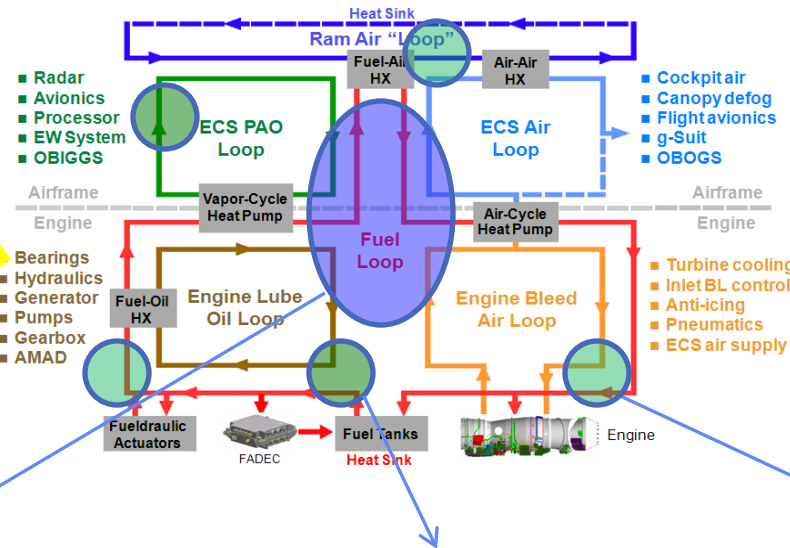 Heat Sink
Ram Air “Loop”
Fuel-Air
HX
Air-Air
HX
■ Radar
■ Avionics
■ Processor
■ EW System
■ OBIGGS
ECS PAO
Loop
ECS Air
Loop
■ Cockpit air
■ Canopy defog
■ Flight avionics
■ g-Suit
■ OBOGS
Airframe
Engine
Vapor-Cycle
Heat Pump
Air-Cycle
Heat Pump
Airframe
Engine
Fuel
Loop
Bearings
■ Hydraulics
■ Generator
■ Pumps
■ Gearbox
■ AMAD
Fuel-Oil
HX
Engine Lube
Oil Loop
Engine Bleed
Air Loop
■ Turbine cooling
■ Inlet BL control
■ Anti-icing
■ Pneumatics
■ ECS air supply
Fueldraulic
Actuators
FADEC
Fuel Tanks
Heat Sink
Engine